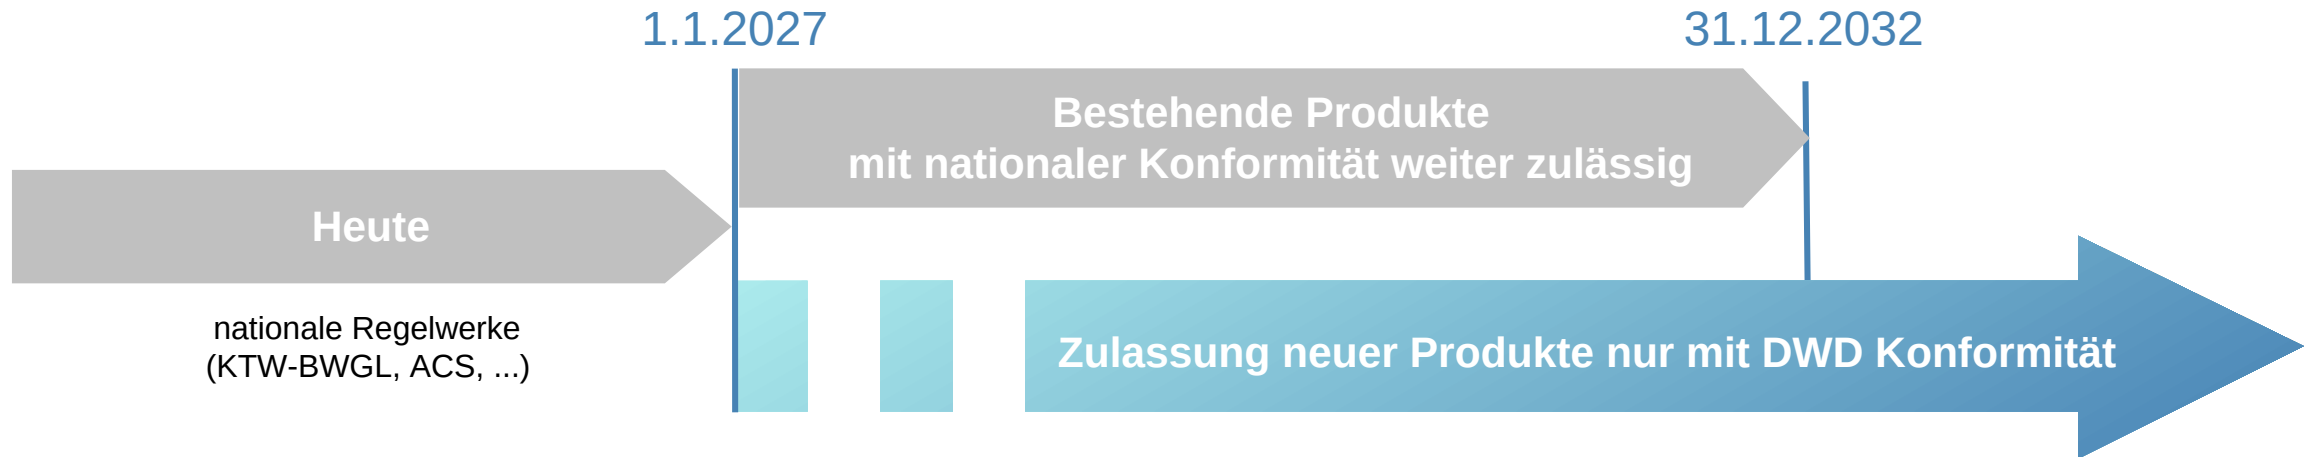 1.1.2027
31.12.2032
Bestehende Produkte
mit nationaler Konformität weiter zulässig
Heute
nationale Regelwerke
(KTW-BWGL, ACS, ...)
Zulassung neuer Produkte nur mit DWD Konformität